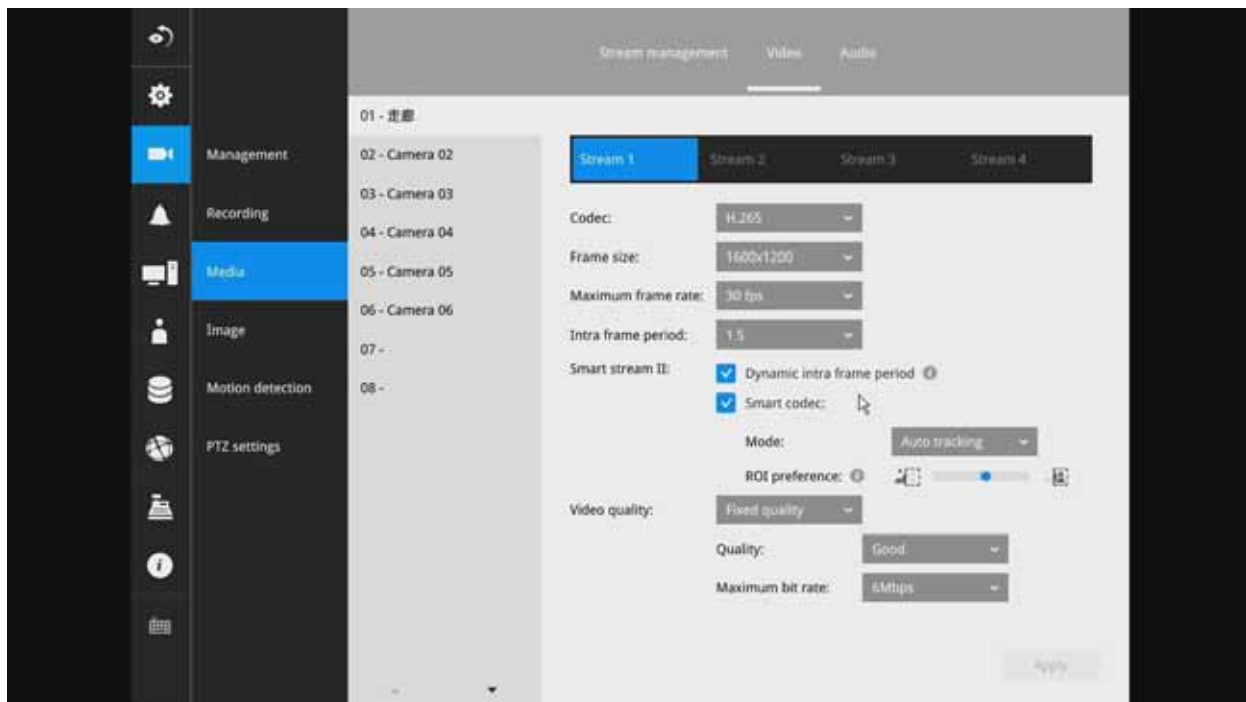 Stream management Video Audio
01 - 走廊
02 - Camera 02
03 - Camera 03
04 - Camera 04
05 - Camera 05
06 - Camera 06
07 -
08 -
Management
Recording
Media
Image
Motion detection
PTZ settings
Stream 1 Stream 2 Stream 3 Stream 4
Codec: H.265
Frame size: 1600x1200
Maximum frame rate: 30 fps
Intra frame period: 1.5
Smart stream II: Dynamic intra frame period
Smart codec:
Mode: Auto tracking
ROI preference:
Video quality: Fixed quality
Quality: Good
Maximum bit rate: 6Mbps
Apply